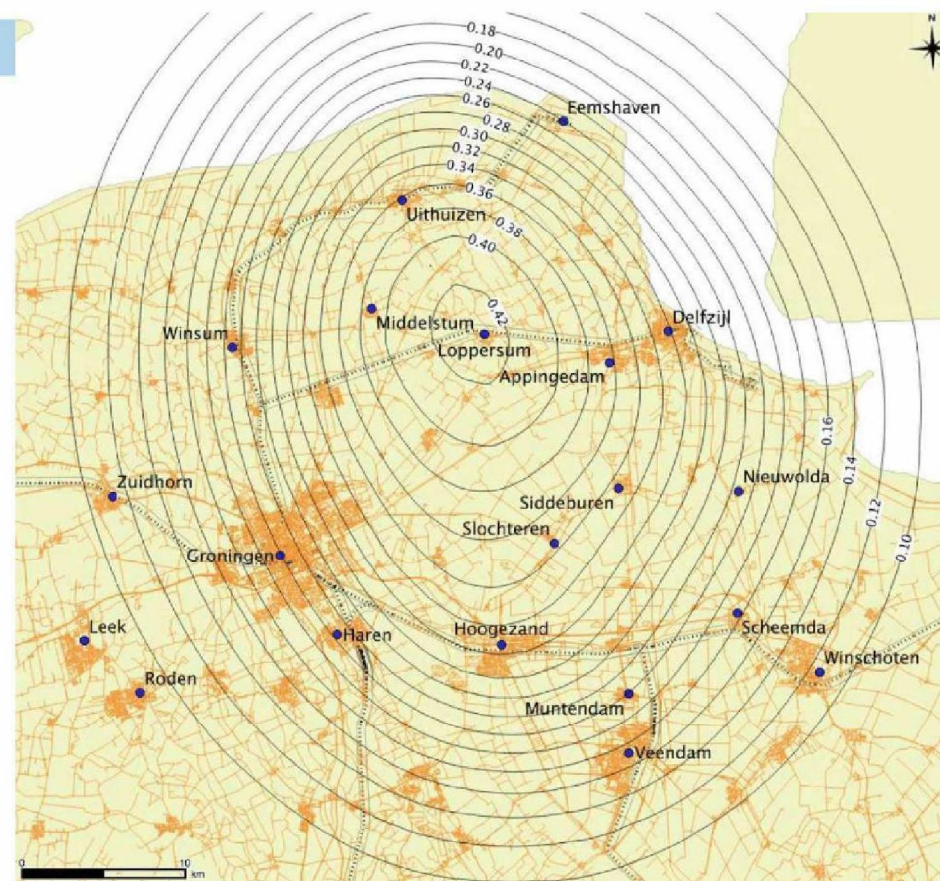 N
0.18
0.20
0.22
0.24
0.26
0.28
0.30
0.32
0.34
0.36
0.38
0.40
0.42
Eemshaven
Uithuizen
Middelstum
Winsum
Loppersum
Delfzijl
Appingedam
0.16
0.14
0.12
0.10
Zuidhorn
Siddeburen
Nieuwolda
Slochteren
Groningen
Leek
Haren
Hoogezand
Scheemda
Roden
Winschoten
Muntendam
Veendam
0
10
km